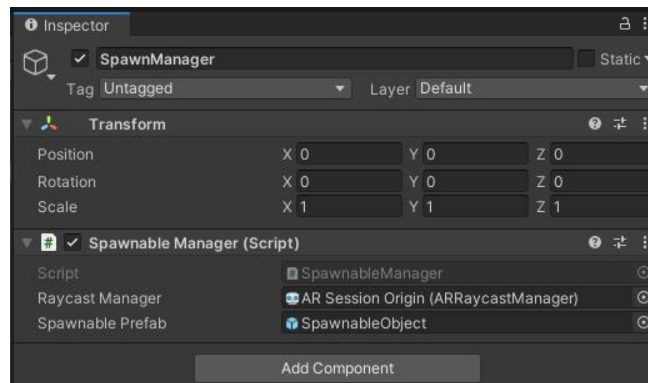 Inspector
SpawnManager Static
Tag Untagged Layer Default
Transform
Position X 0 Y 0 Z 0
Rotation X 0 Y 0 Z 0
Scale X 1 Y 1 Z 1
# Spawnable Manager (Script)
Script SpawnableManager
Raycast Manager AR Session Origin (ARRaycastManager)
Spawnable Prefab SpawnableObject
Add Component